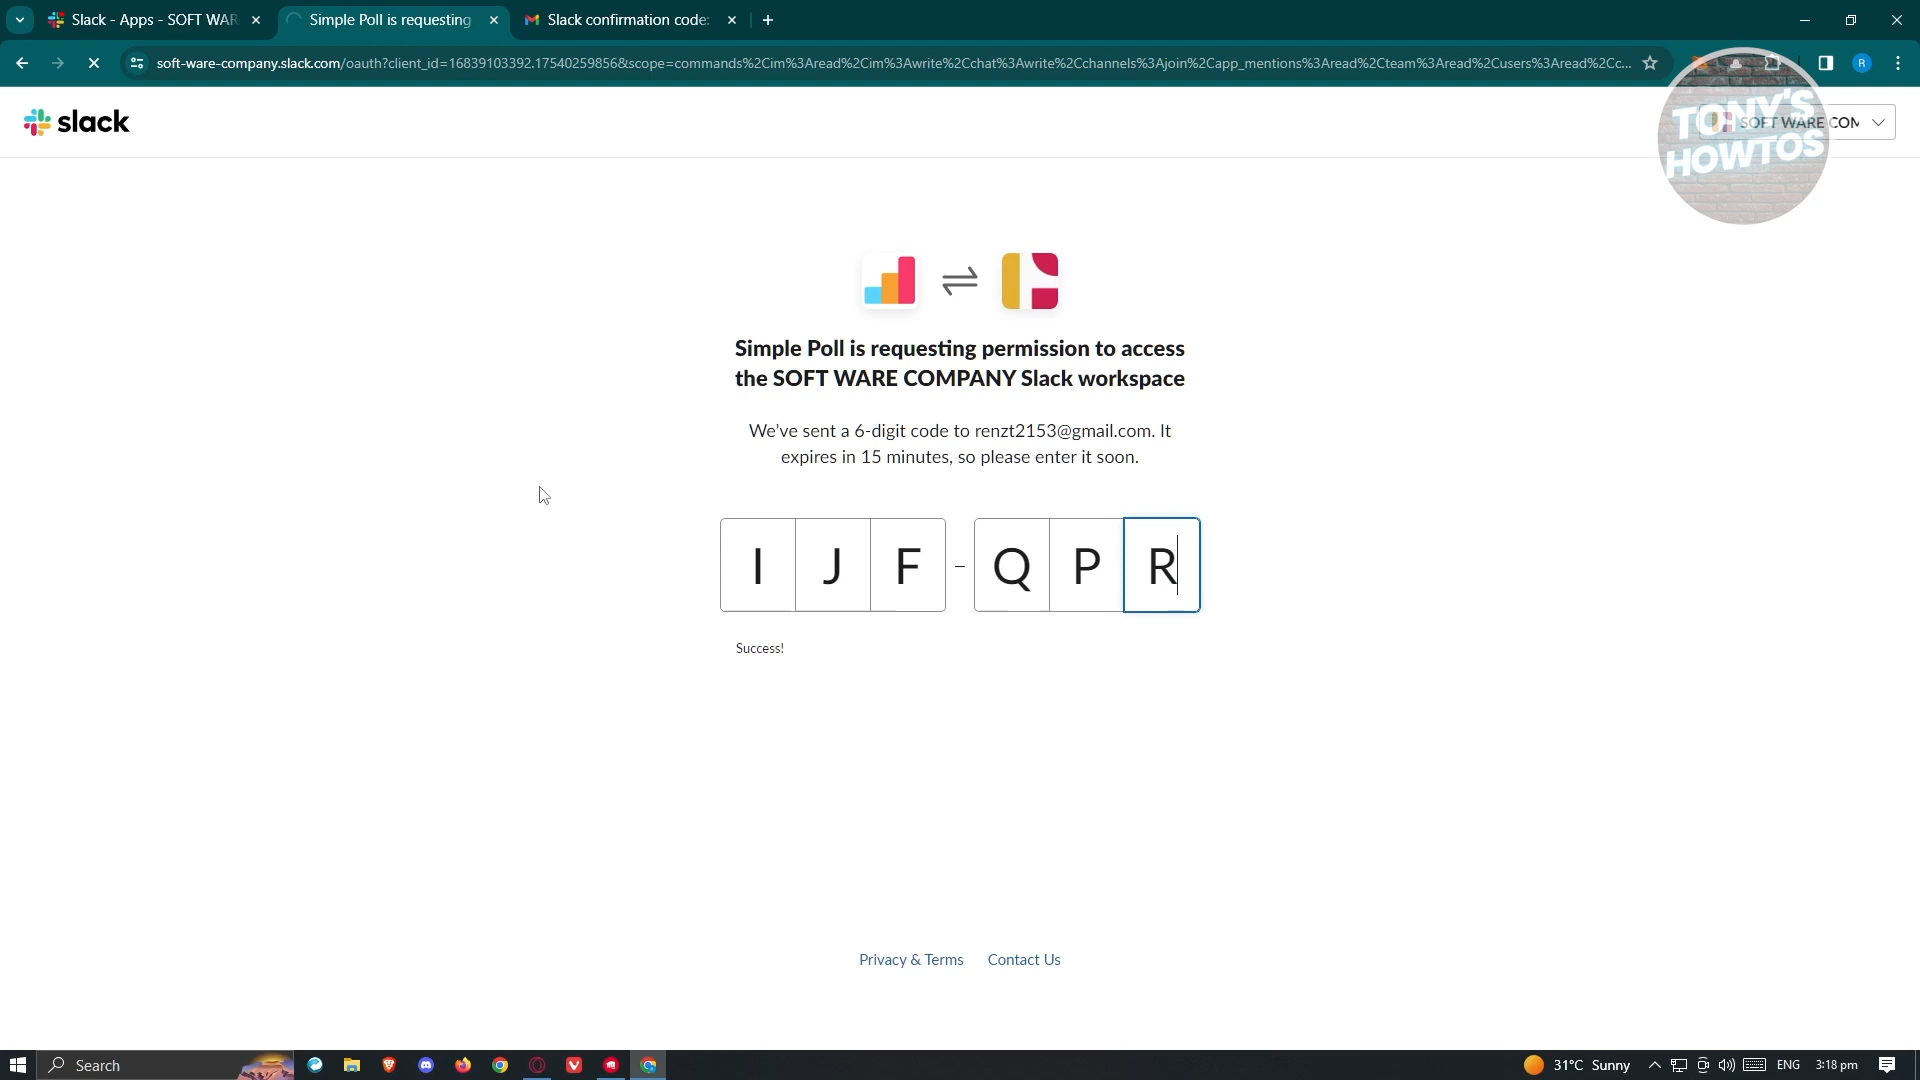 Slack - Apps - SOFT WAR
Simple Poll is requesting
Slack confirmation code:
soft-ware-company.slack.com/oauth?client_id=16839103392.17540259856&scope=commands%2Cim%3Aread%2Cim%3Awrite%2Cchat%3Awrite%2Cchannels%3Ajoin%2Capp_mentions%3Aread%2Cteam%3Aread%2Cusers%3Aread%2Cc...
R
slack
SOFT WARE COM
TONY'S
HOWTOS
Simple Poll is requesting permission to access
the SOFT WARE COMPANY Slack workspace
We've sent a 6-digit code to renzt2153@gmail.com. It
expires in 15 minutes, so please enter it soon.
I J F – Q P R
Success!
Privacy & Terms Contact Us
Search
31°C Sunny
ENG
3:18 pm